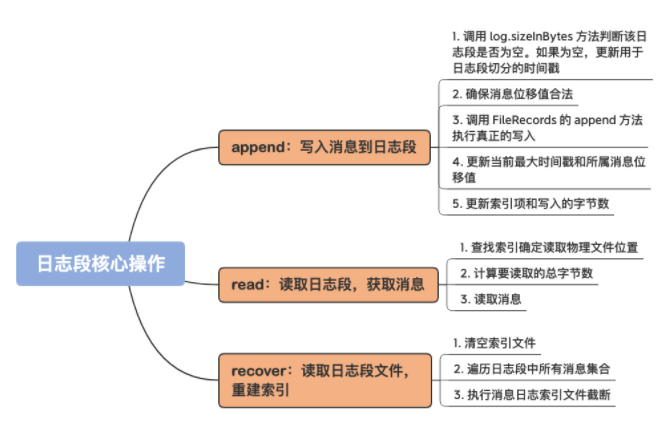 日志段核心操作
append：写入消息到日志段
1. 调用 log.sizeInBytes 方法判断该日
志段是否为空。如果为空，更新用于
日志段切分的时间戳
2. 确保消息位移值合法
3. 调用 FileRecords 的 append 方法
执行真正的写入
4. 更新当前最大时间戳和所属消息位
移值
5. 更新索引项和写入的字节数
read：读取日志段，获取消息
1. 查找索引确定读取物理文件位置
2. 计算要读取的总字节数
3. 读取消息
recover：读取日志段文件，
重建索引
1. 清空索引文件
2. 遍历日志段中所有消息集合
3. 执行消息日志索引文件截断